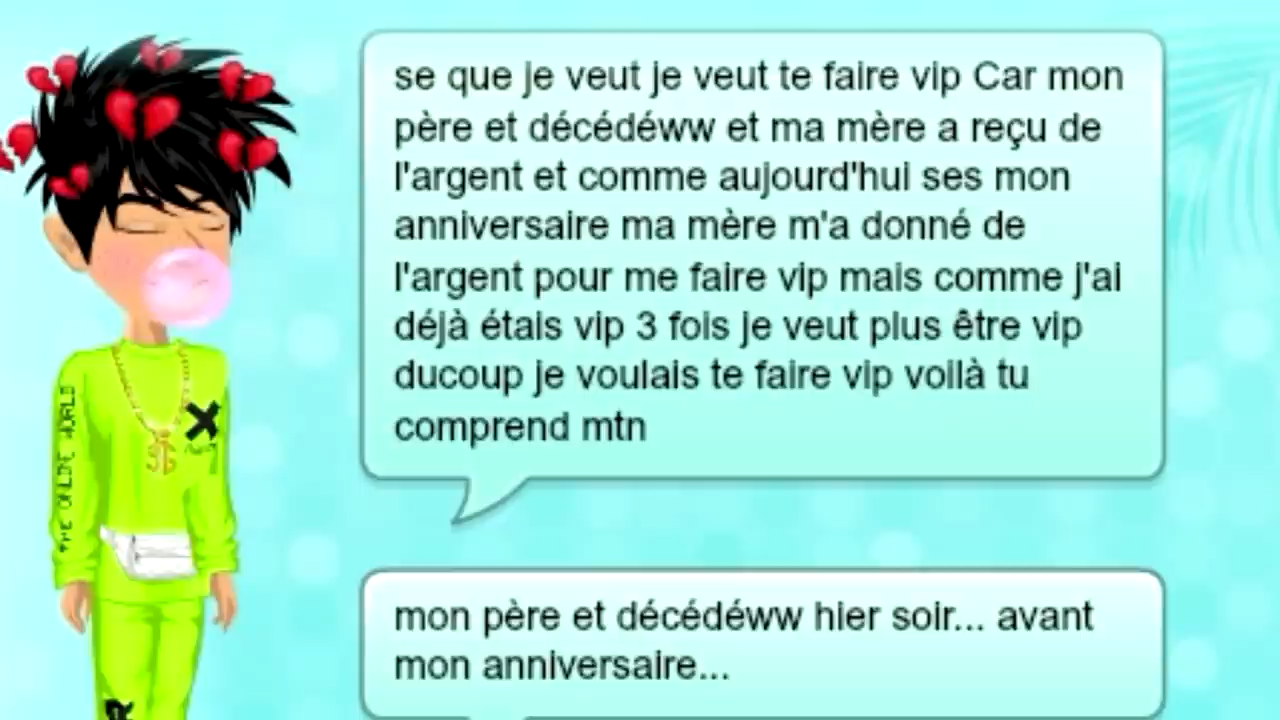 se que je veut je veut te faire vip Car mon
père et décédéww et ma mère a reçu de
l'argent et comme aujourd'hui ses mon
anniversaire ma mère m'a donné de
l'argent pour me faire vip mais comme j'ai
déjà étais vip 3 fois je veut plus être vip
ducoup je voulais te faire vip voilà tu
comprend mtn
mon père et décédéww hier soir... avant
mon anniversaire...
THE ONLINE WORLD
X
R